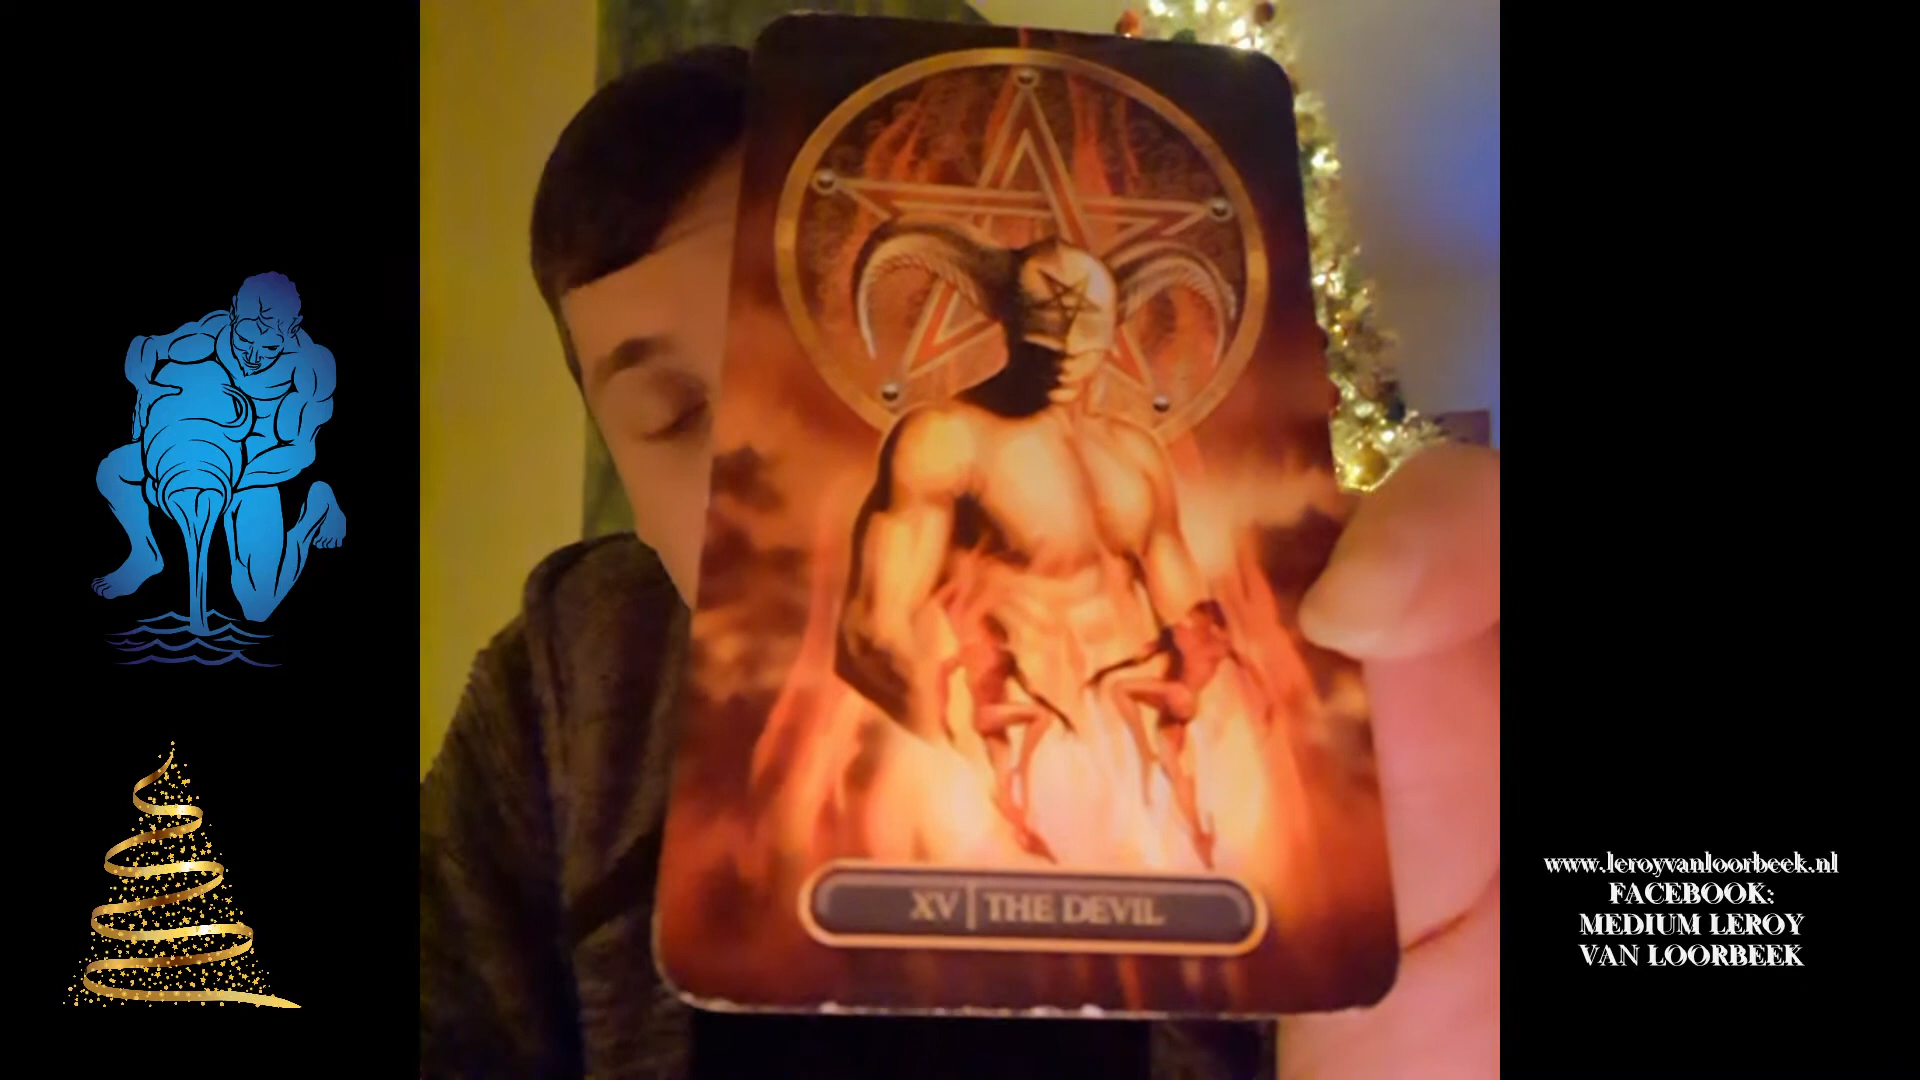 XV | THE DEVIL
www.leroyvanloorbeek.nl
FACEBOOK:
MEDIUM LEROY
VAN LOORBEEK